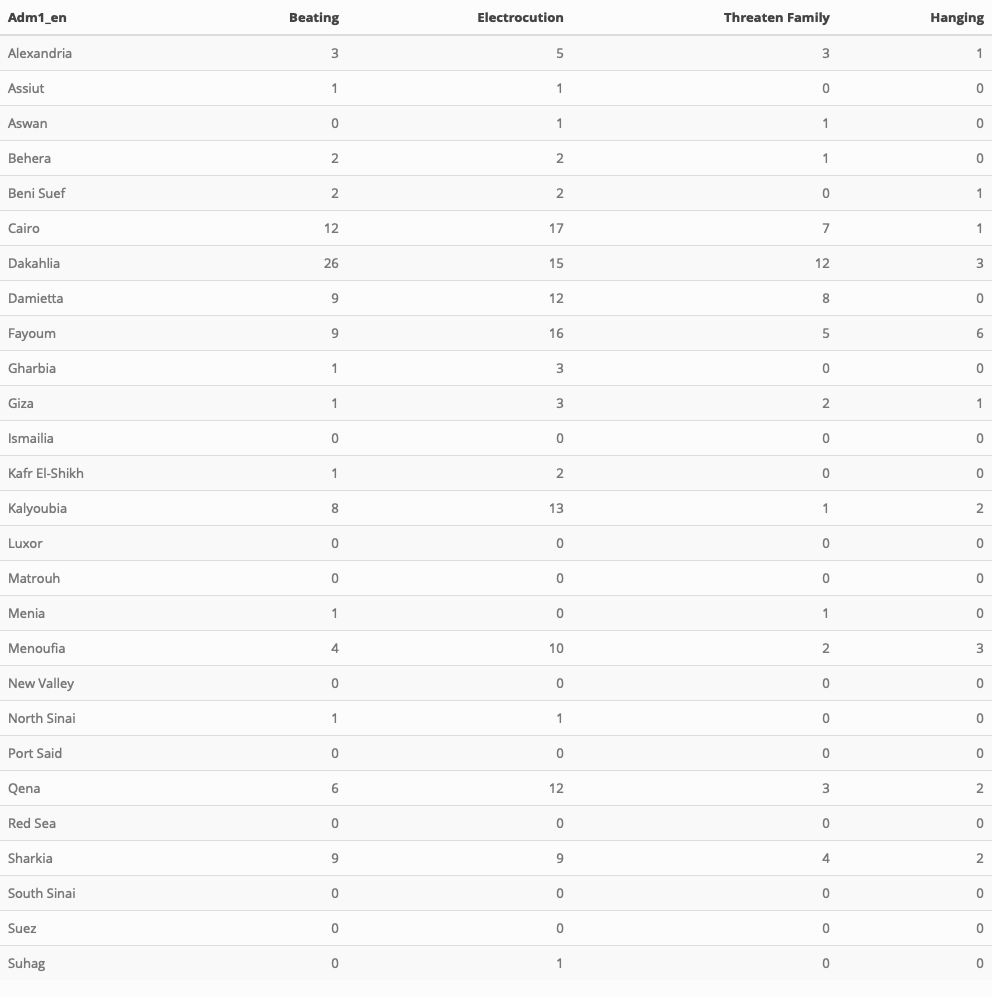 Adm1_en Beating Electrocution Threaten Family Hanging
Alexandria 3 5 3 1
Assiut 1 1 0 0
Aswan 0 1 1 0
Behera 2 2 1 0
Beni Suef 2 2 0 1
Cairo 12 17 7 1
Dakahlia 26 15 12 3
Damietta 9 12 8 0
Fayoum 9 16 5 6
Gharbia 1 3 0 0
Giza 1 3 2 1
Ismailia 0 0 0 0
Kafr El-Shikh 1 2 0 0
Kalyoubia 8 13 1 2
Luxor 0 0 0 0
Matrouh 0 0 0 0
Menia 1 0 1 0
Menoufia 4 10 2 3
New Valley 0 0 0 0
North Sinai 1 1 0 0
Port Said 0 0 0 0
Qena 6 12 3 2
Red Sea 0 0 0 0
Sharkia 9 9 4 2
South Sinai 0 0 0 0
Suez 0 0 0 0
Suhag 0 1 0 0